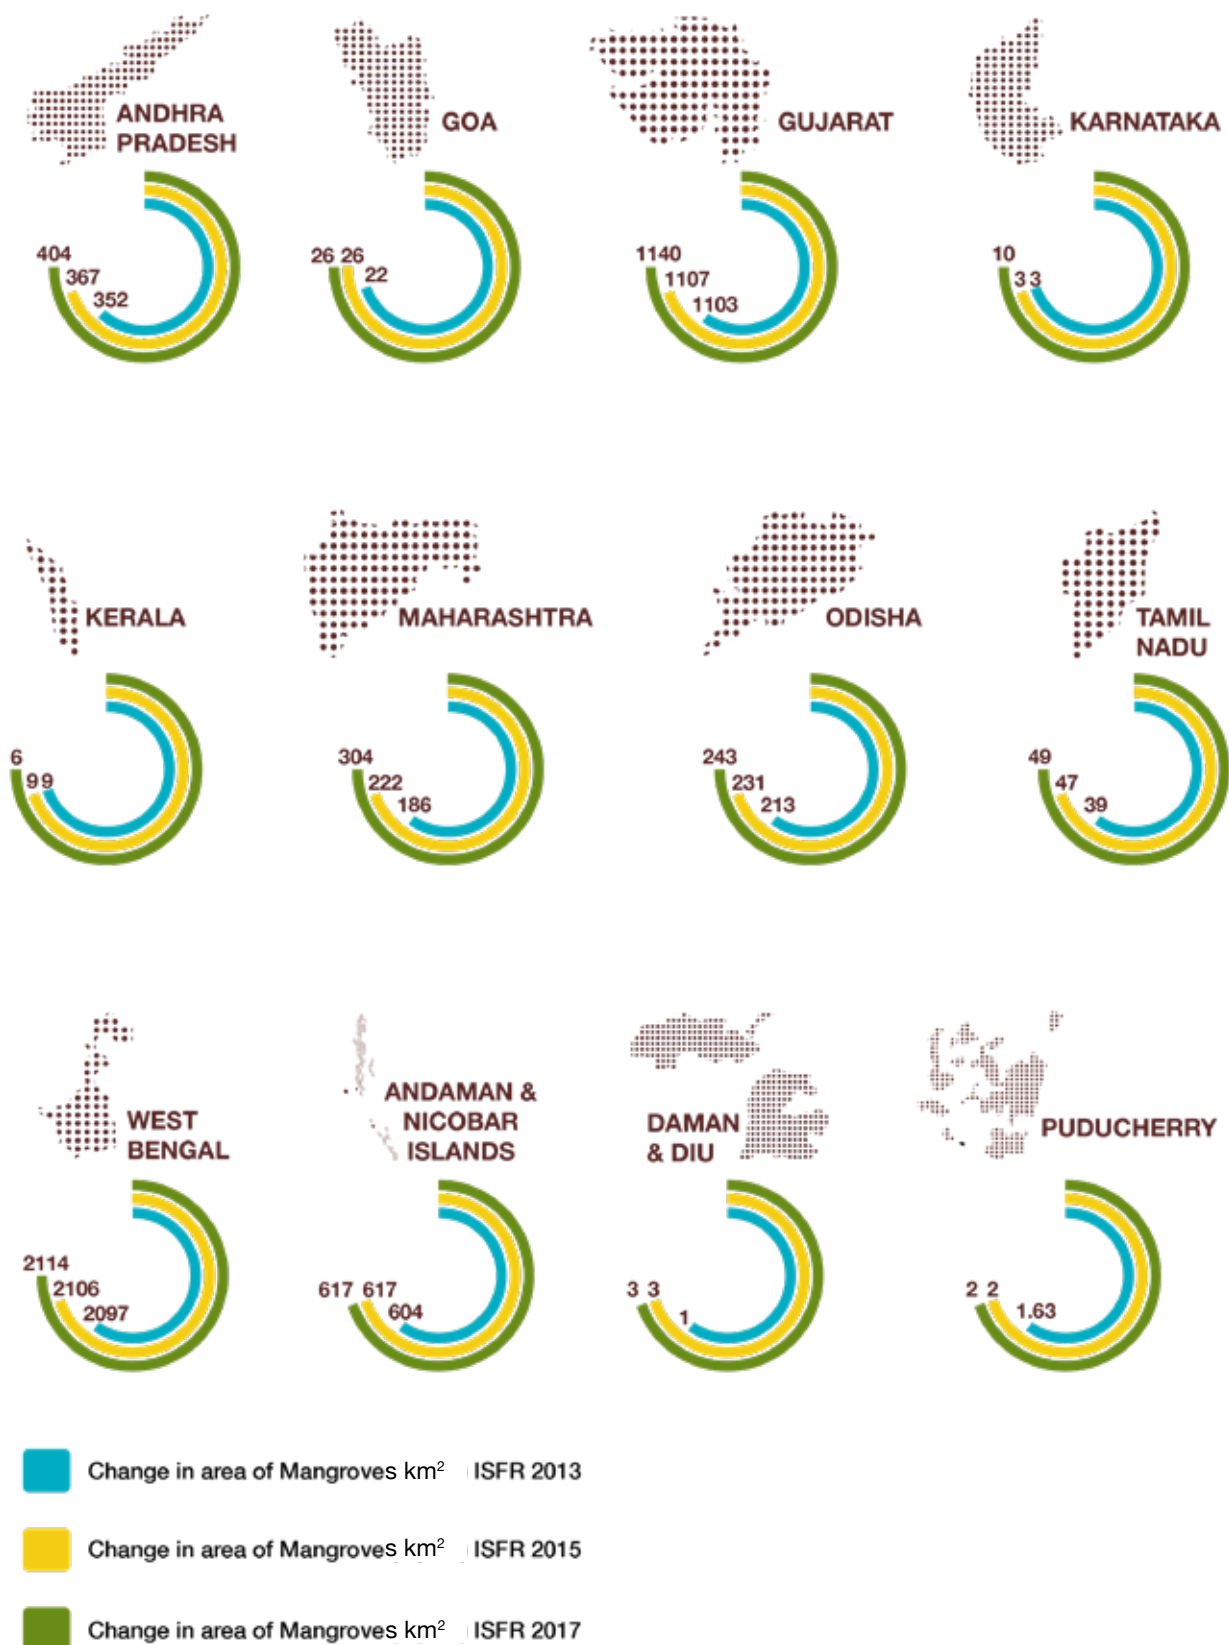 ANDHRA
PRADESH
404
367
352
GOA
26 26
22
GUJARAT
1140
1107
1103
KARNATAKA
10
3 3
KERALA
6
9 9
MAHARASHTRA
304
222
186
ODISHA
243
231
213
TAMIL
NADU
49
47
39
WEST
BENGAL
2114
2106
2097
ANDAMAN &
NICOBAR
ISLANDS
617 617
604
DAMAN
& DIU
3 3
1
PUDUCHERRY
2 2
1.63
Change in area of Mangroves km² ISFR 2013
Change in area of Mangroves km² ISFR 2015
Change in area of Mangroves km² ISFR 2017